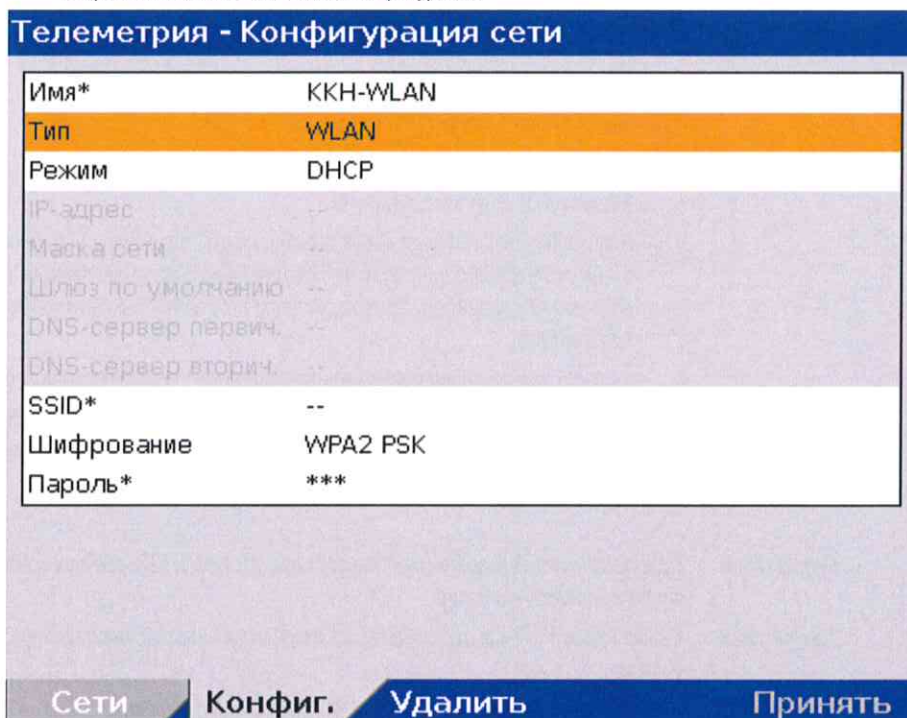 Телеметрия - Конфигурация сети
Имя* KKH-WLAN
Тип WLAN
Режим DHCP
IP-адрес --
Маска сети --
Шлюз по умолчанию --
DNS-сервер первич. --
DNS-сервер вторич. --
SSID* --
Шифрование WPA2 PSK
Пароль* ***
Сети Конфиг. Удалить Принять